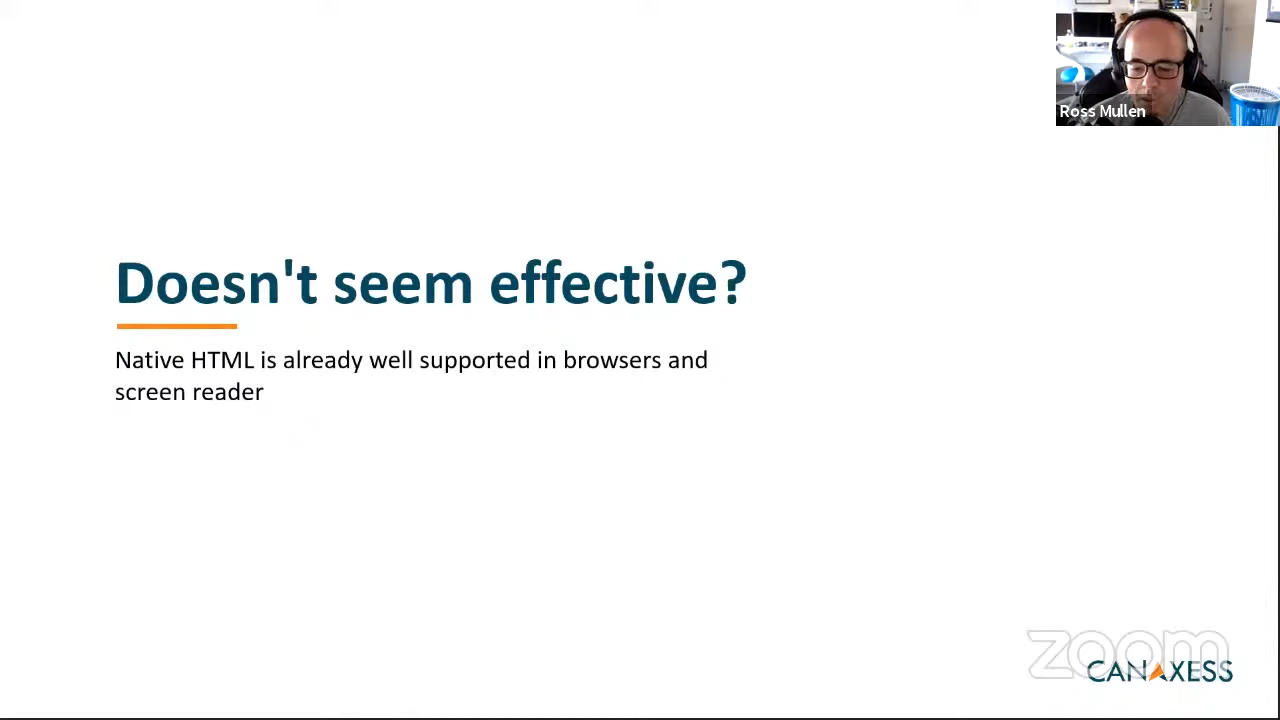 Ross Mullen
Doesn't seem effective?
Native HTML is already well supported in browsers and
screen reader
zoom
CANAXESS